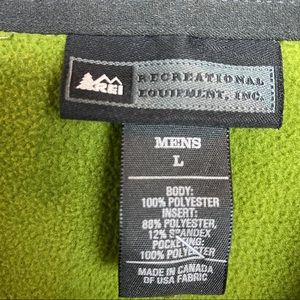 REI
RECREATIONAL
EQUIPMENT, INC.
MENS
L
BODY:
100% POLYESTER
INSERT:
88% POLYESTER,
12% SPANDEX
POCKETING:
100% POLYESTER
MADE IN CANADA
OF USA FABRIC